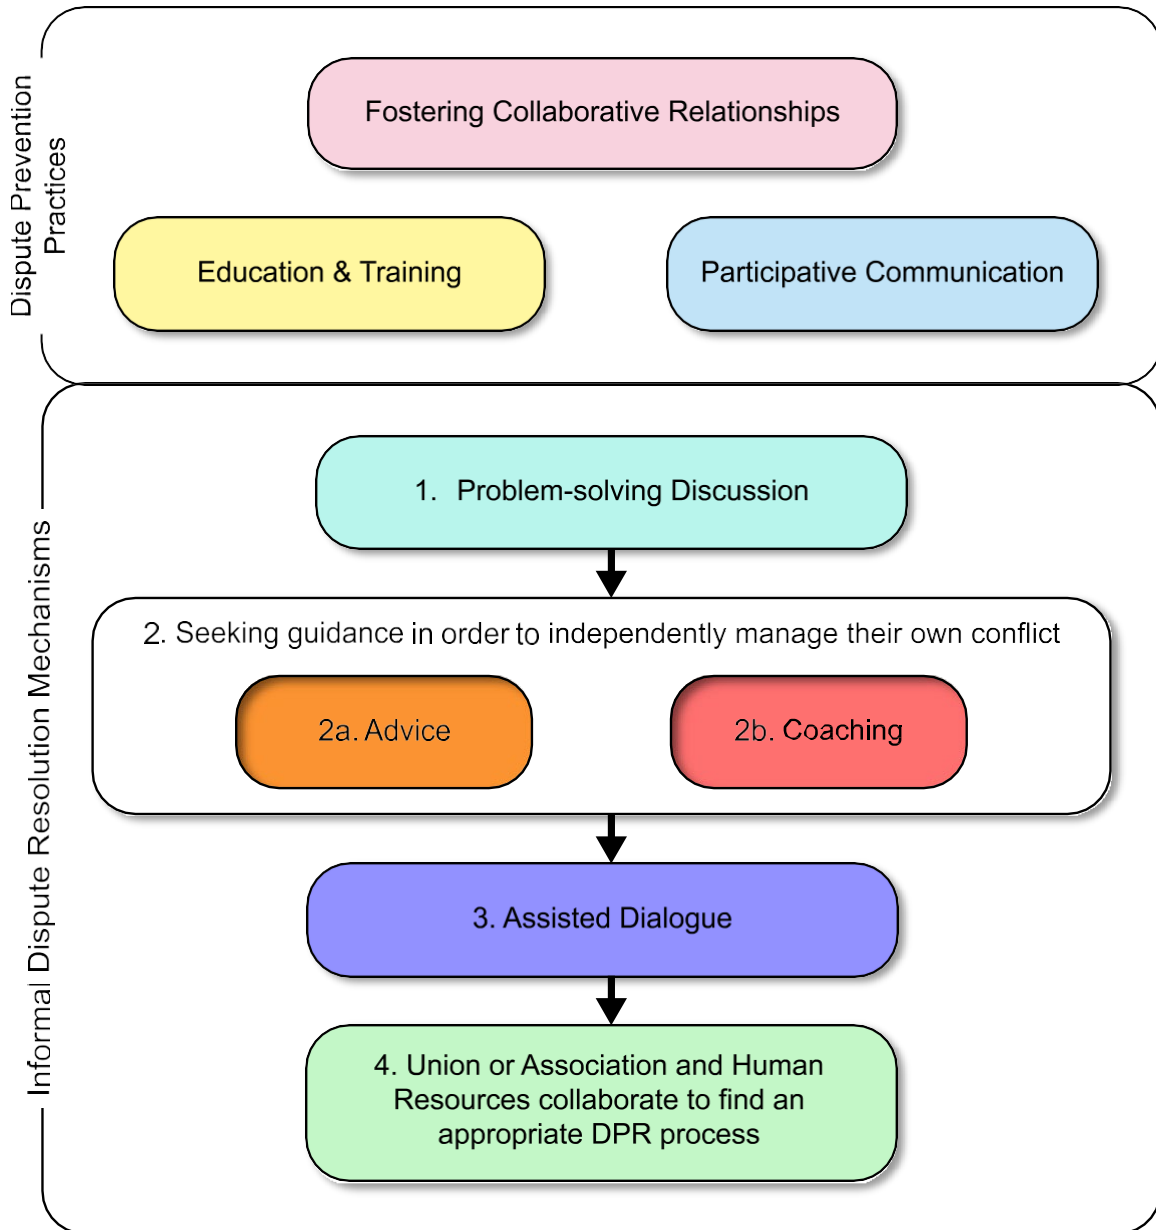 Dispute Prevention
Practices
Fostering Collaborative Relationships
Education & Training
Participative Communication
Informal Dispute Resolution Mechanisms
1. Problem-solving Discussion
2. Seeking guidance in order to independently manage their own conflict
2a. Advice
2b. Coaching
3. Assisted Dialogue
4. Union or Association and Human
Resources collaborate to find an
appropriate DPR process